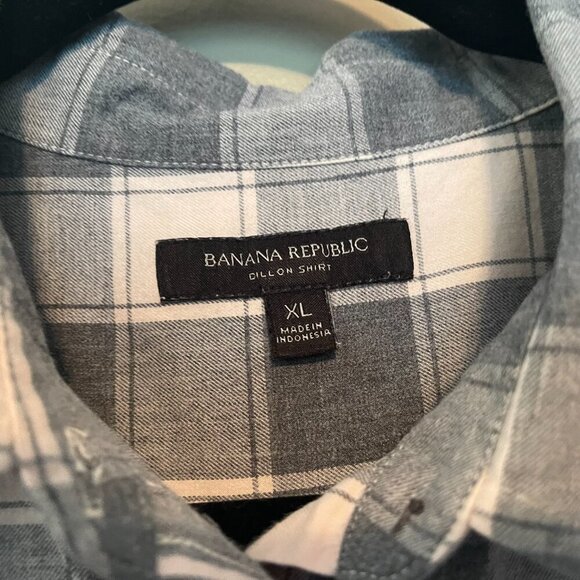 BANANA REPUBLIC
DILLON SHIRT
XL
MADE IN
INDONESIA